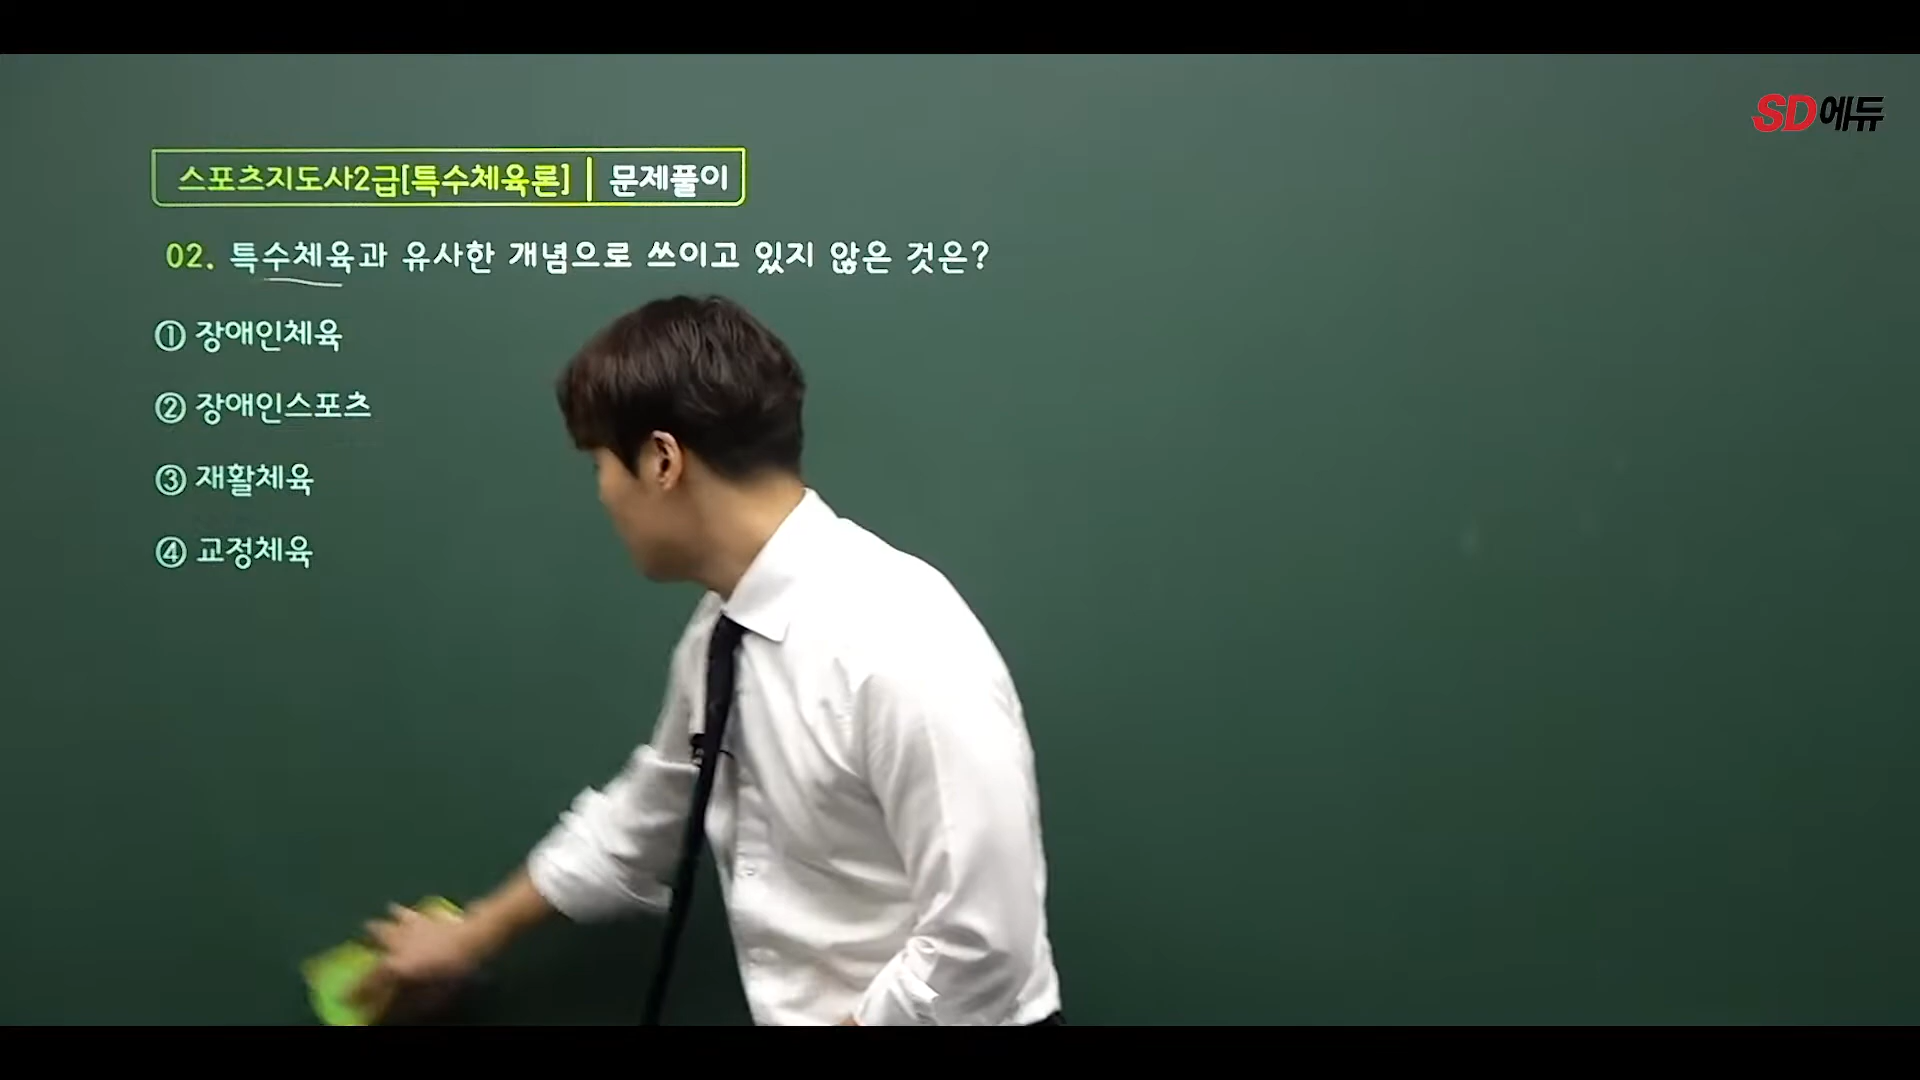 SD에듀
스포츠지도사2급[특수체육론] | 문제풀이
02. 특수체육과 유사한 개념으로 쓰이고 있지 않은 것은?
① 장애인체육
② 장애인스포츠
③ 재활체육
④ 교정체육